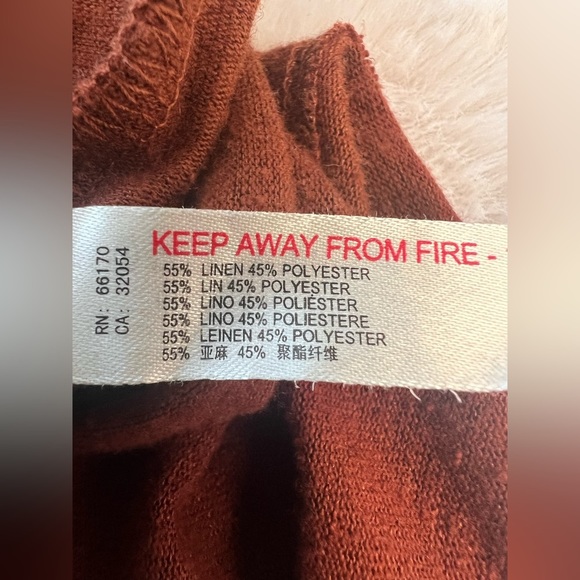 KEEP AWAY FROM FIRE -
55% LINEN 45% POLYESTER
55% LIN 45% POLYESTER
55% LINO 45% POLIÉSTER
55% LINO 45% POLIESTERE
55% LEINEN 45% POLYESTER
55% 亚麻 45% 聚酯纤维
RN: 66170
CA: 32054